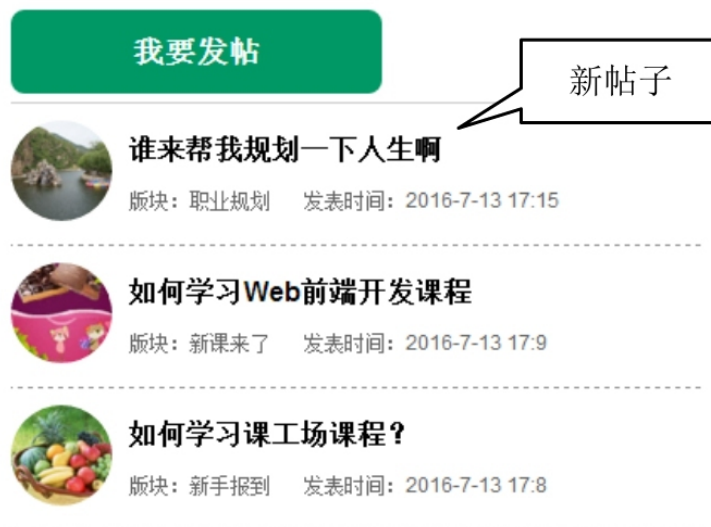 我要发帖
新帖子
谁来帮我规划一下人生啊
版块：职业规划 发表时间：2016-7-13 17:15
如何学习Web前端开发课程
版块：新课来了 发表时间：2016-7-13 17:9
如何学习课工场课程？
版块：新手报到 发表时间：2016-7-13 17:8